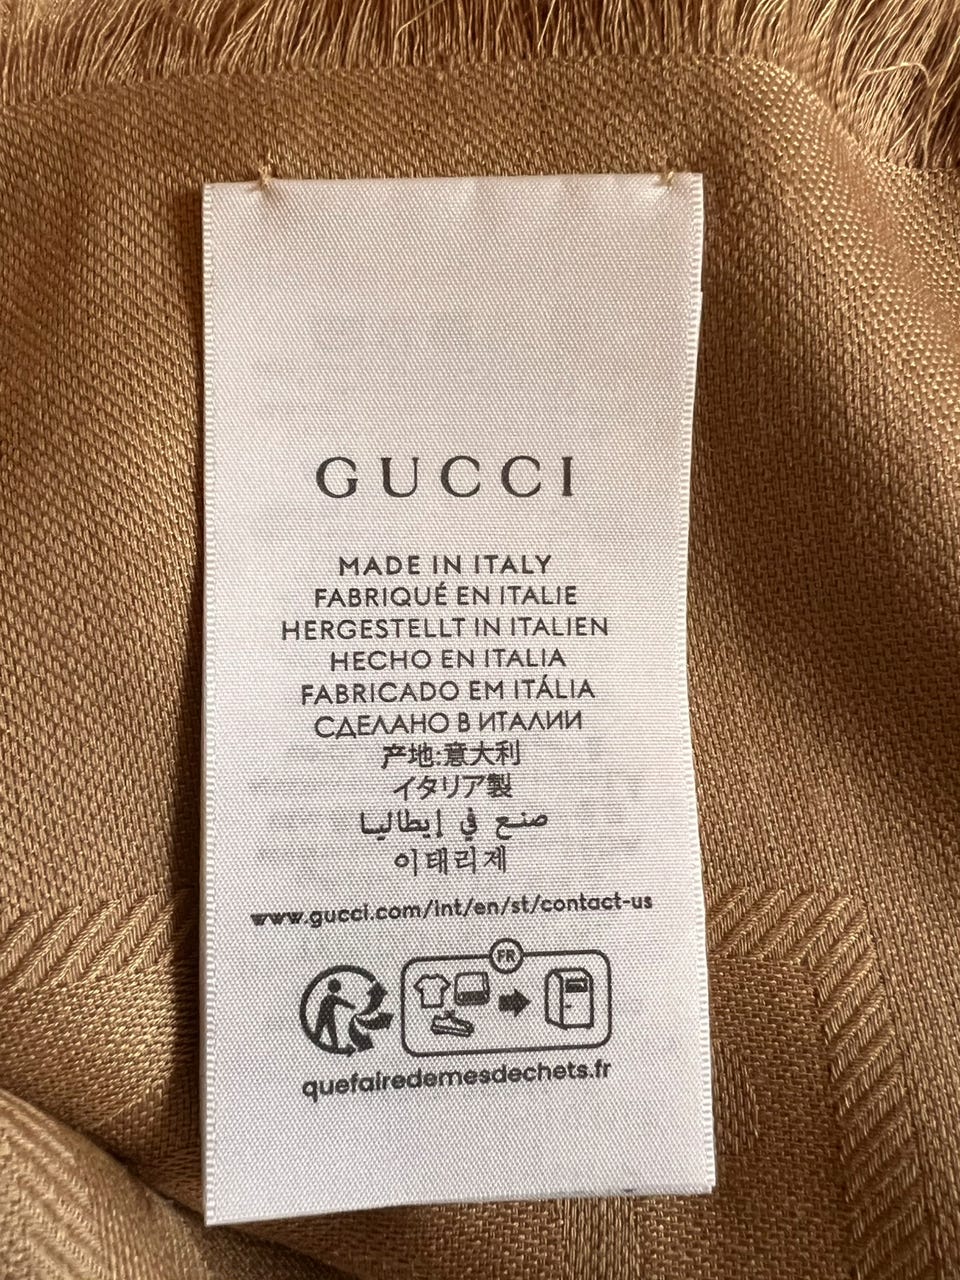 GUCCI
MADE IN ITALY
FABRIQUÉ EN ITALIE
HERGESTELLT IN ITALIEN
HECHO EN ITALIA
FABRICADO EM ITÁLIA
СДЕЛАНО В ИТАЛИИ
产地:意大利
イタリア製
صنع في إيطاليا
이태리제
www.gucci.com/int/en/st/contact-us
FR
quefairedemesdechets.fr